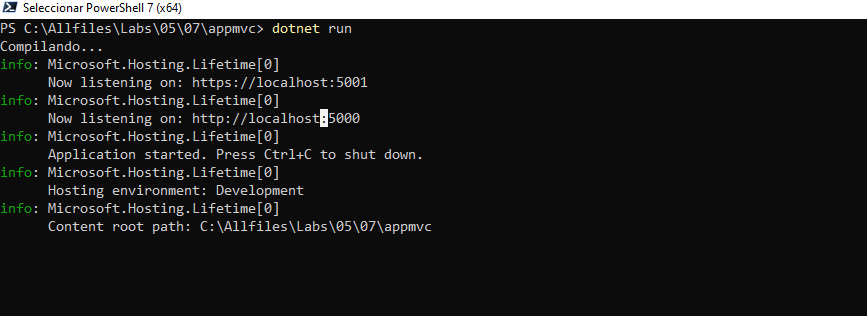 Seleccionar PowerShell 7 (x64)
PS C:\Allfiles\Labs\05\07\appmvc> dotnet run
Compilando...
info: Microsoft.Hosting.Lifetime[0]
Now listening on: https://localhost:5001
info: Microsoft.Hosting.Lifetime[0]
Now listening on: http://localhost:5000
info: Microsoft.Hosting.Lifetime[0]
Application started. Press Ctrl+C to shut down.
info: Microsoft.Hosting.Lifetime[0]
Hosting environment: Development
info: Microsoft.Hosting.Lifetime[0]
Content root path: C:\Allfiles\Labs\05\07\appmvc